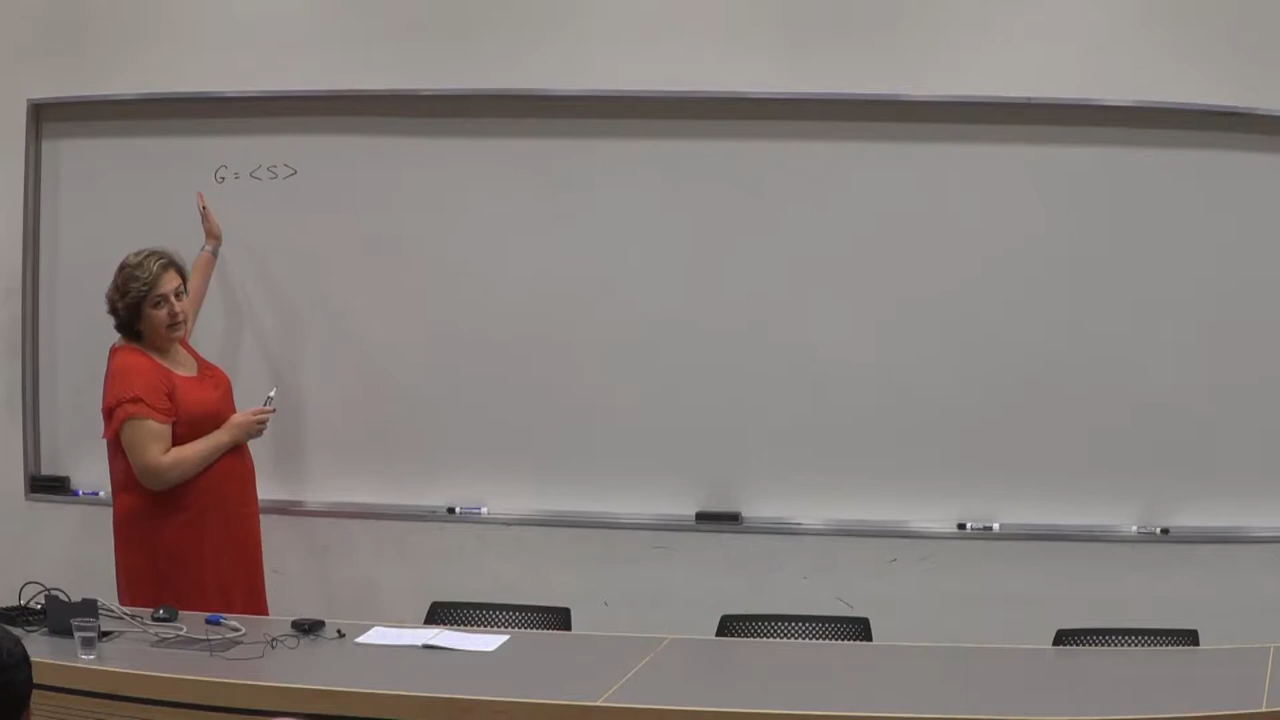 G = <S>